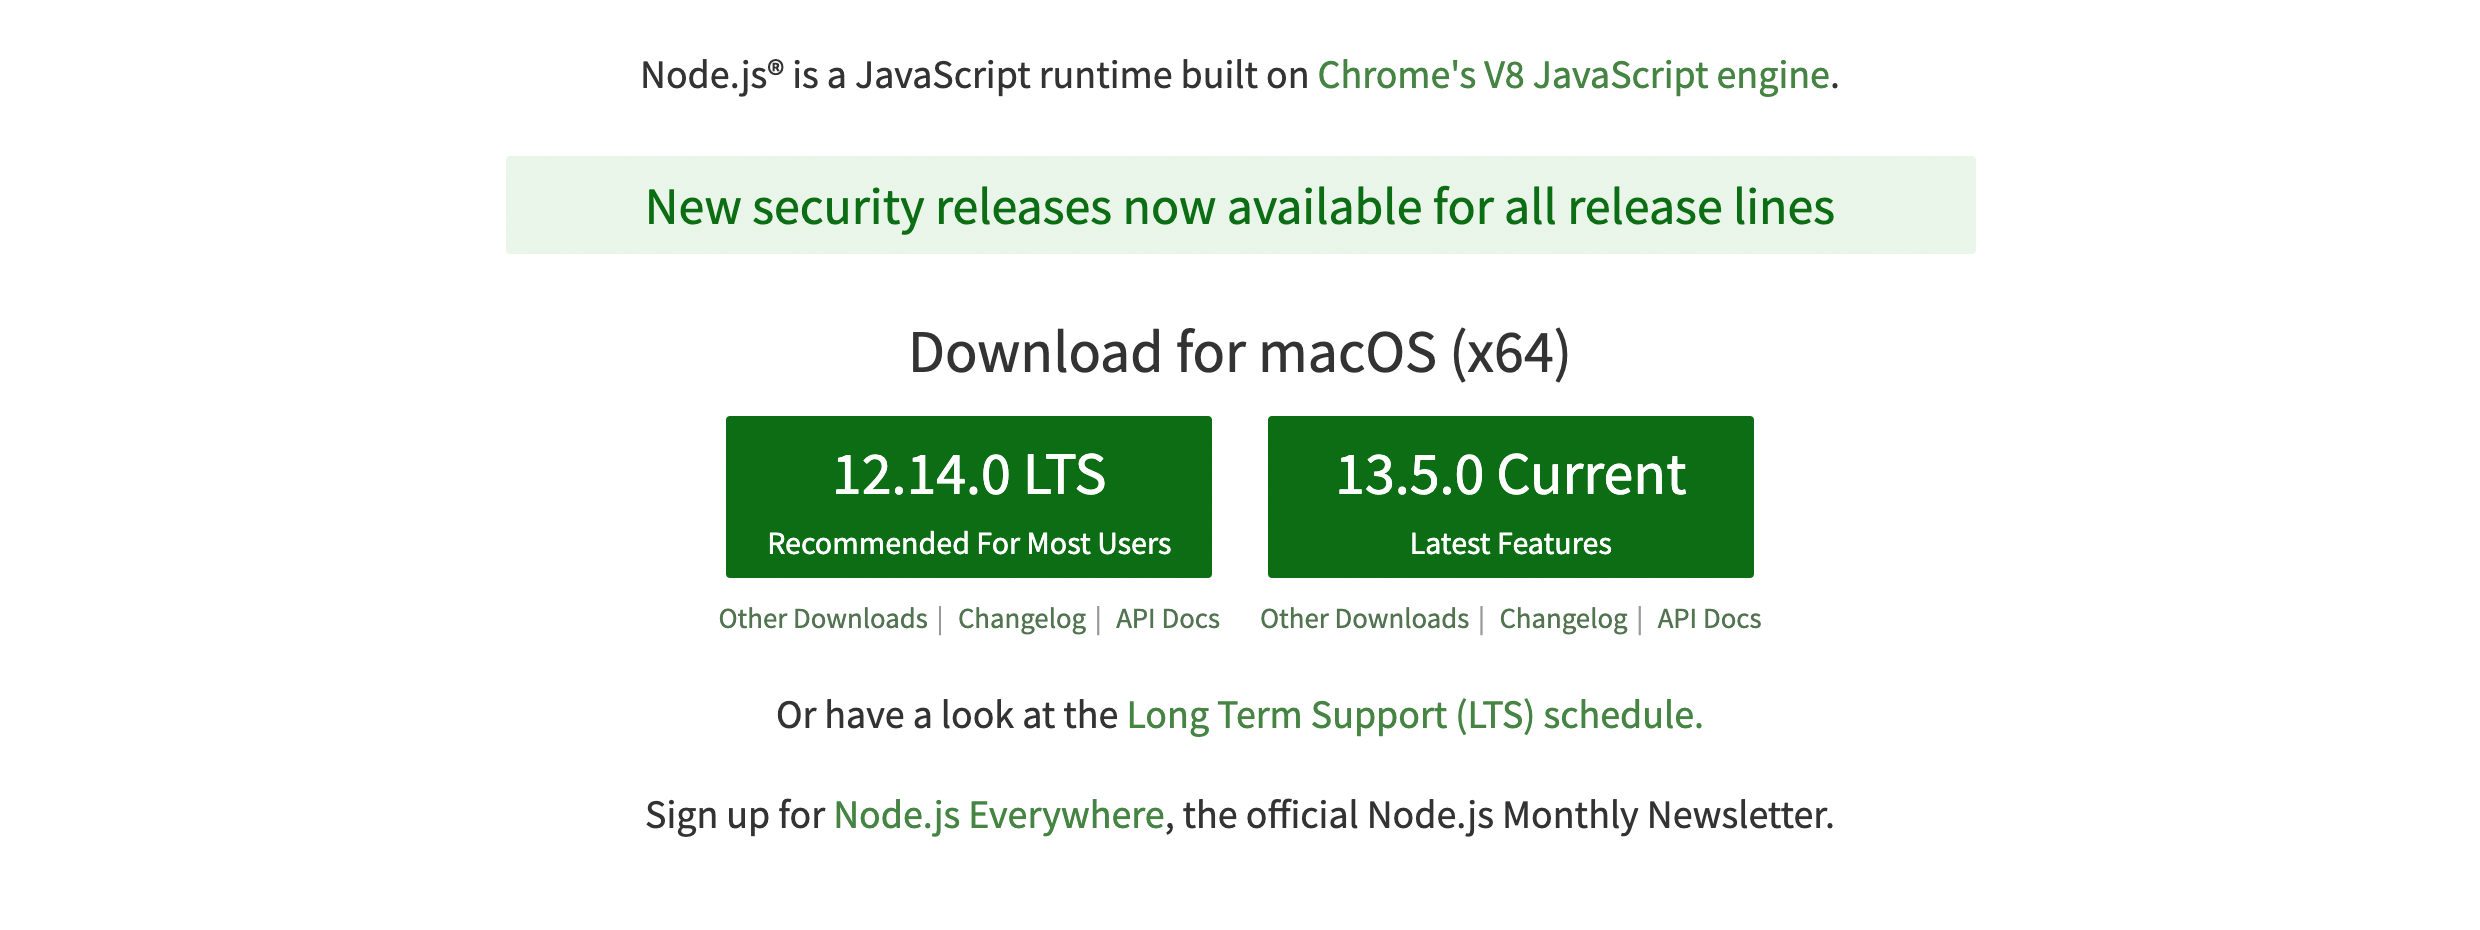 Node.js® is a JavaScript runtime built on Chrome's V8 JavaScript engine.
New security releases now available for all release lines
Download for macOS (x64)
12.14.0 LTS
Recommended For Most Users
Other Downloads | Changelog | API Docs
13.5.0 Current
Latest Features
Other Downloads | Changelog | API Docs
Or have a look at the Long Term Support (LTS) schedule.
Sign up for Node.js Everywhere, the official Node.js Monthly Newsletter.